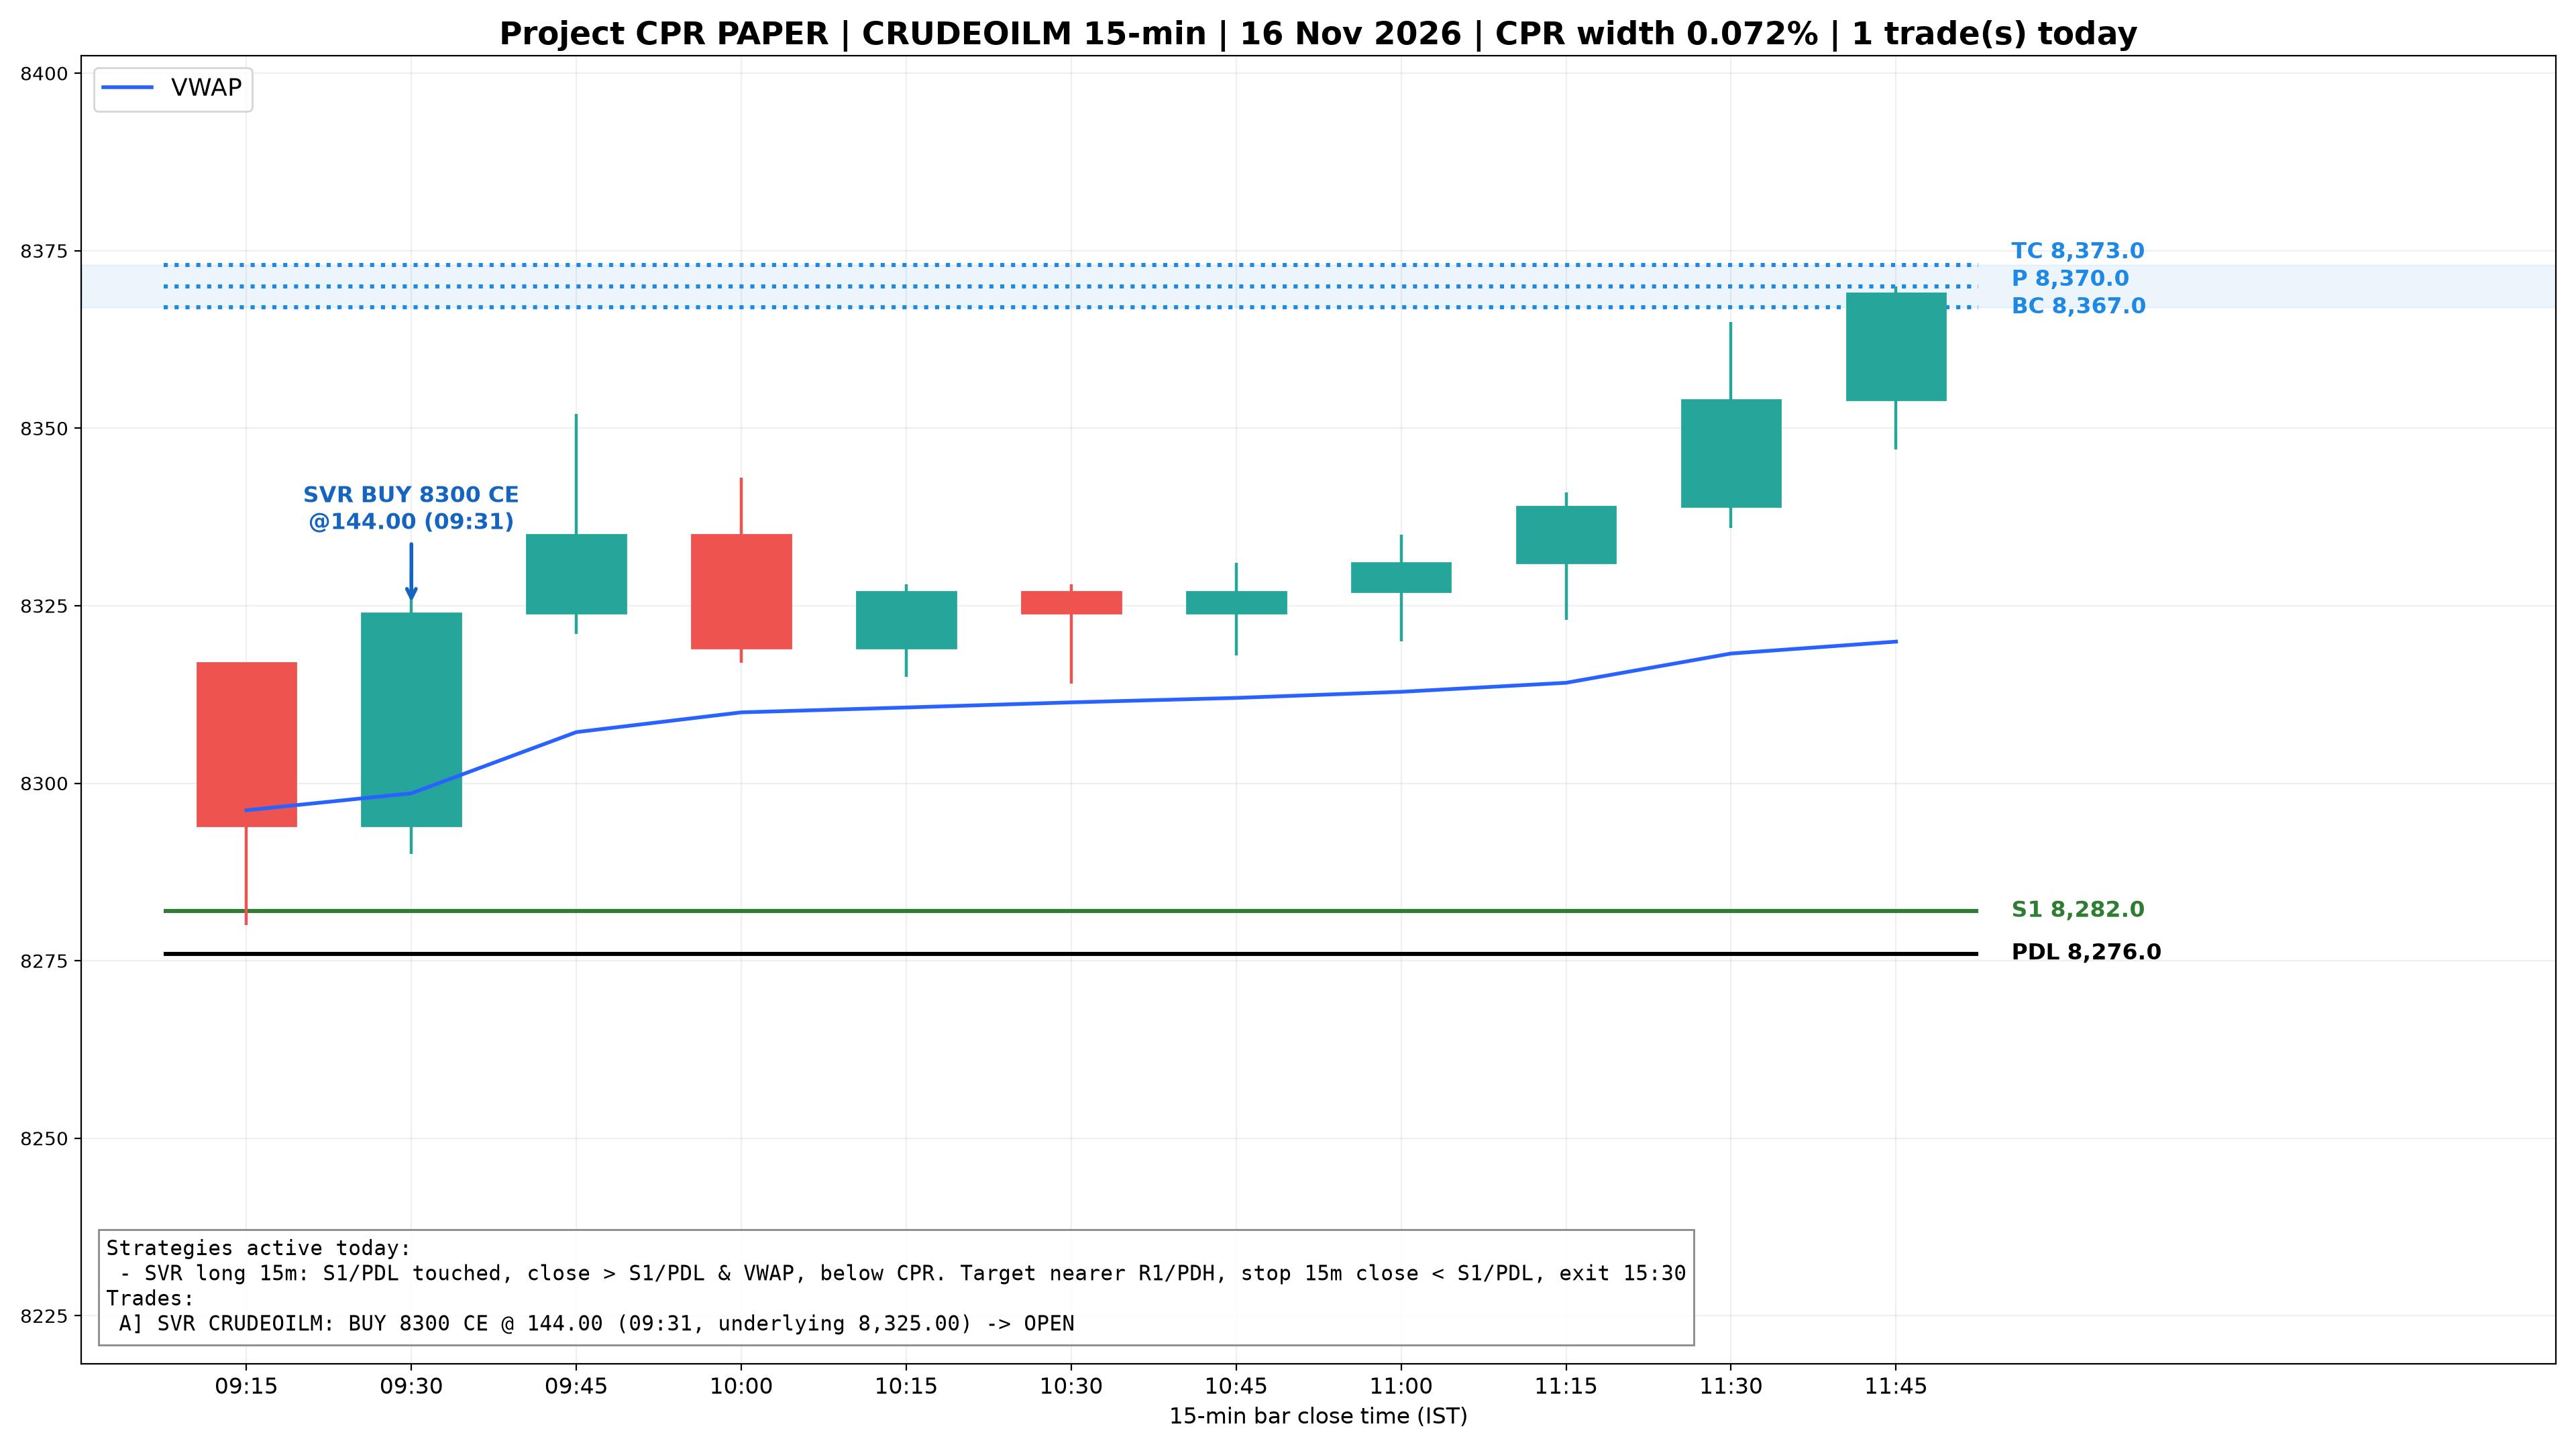 Project CPR PAPER | CRUDEOILM 15-min | 16 Nov 2026 | CPR width 0.072% | 1 trade(s) today
VWAP
8400
8375
8350
8325
8300
8275
8250
8225
SVR BUY 8300 CE
@144.00 (09:31)
TC 8,373.0
P 8,370.0
BC 8,367.0
S1 8,282.0
PDL 8,276.0
Strategies active today:
- SVR long 15m: S1/PDL touched, close > S1/PDL & VWAP, below CPR. Target nearer R1/PDH, stop 15m close < S1/PDL, exit 15:30
Trades:
A] SVR CRUDEOILM: BUY 8300 CE @ 144.00 (09:31, underlying 8,325.00) -> OPEN
09:15 09:30 09:45 10:00 10:15 10:30 10:45 11:00 11:15 11:30 11:45
15-min bar close time (IST)